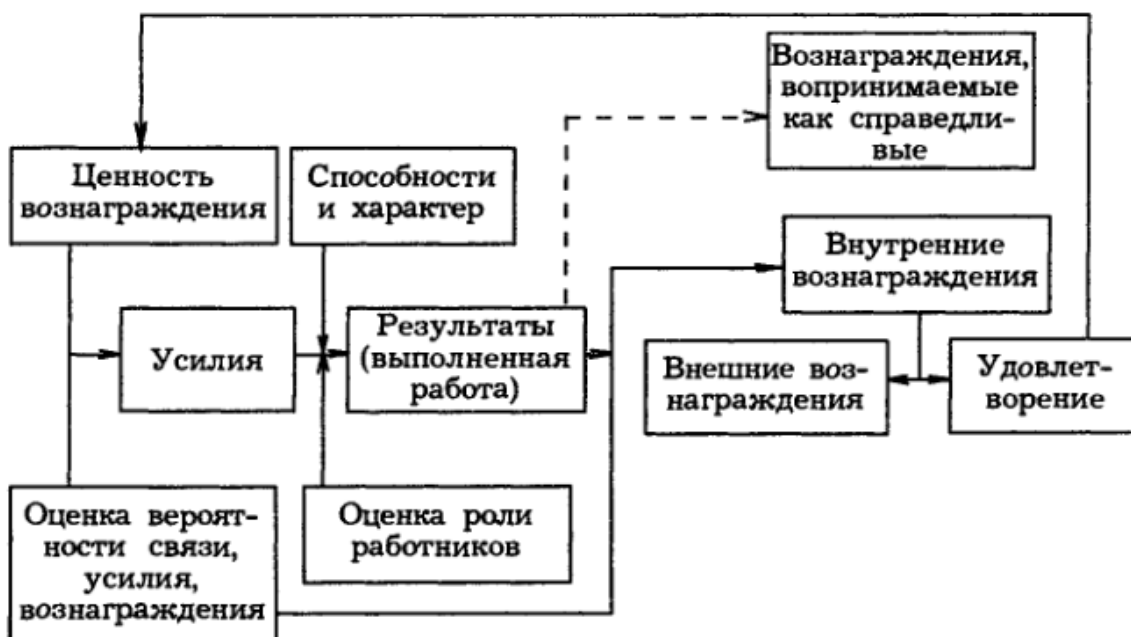 Вознаграждения,
вопринимаемые
как справедли-
вые
Ценность
вознаграждения
Способности
и характер
Внутренние
вознаграждения
Усилия
Результаты
(выполненная
работа)
Внешние воз-
награждения
Удовлет-
ворение
Оценка вероят-
ности связи,
усилия,
вознаграждения
Оценка роли
работников